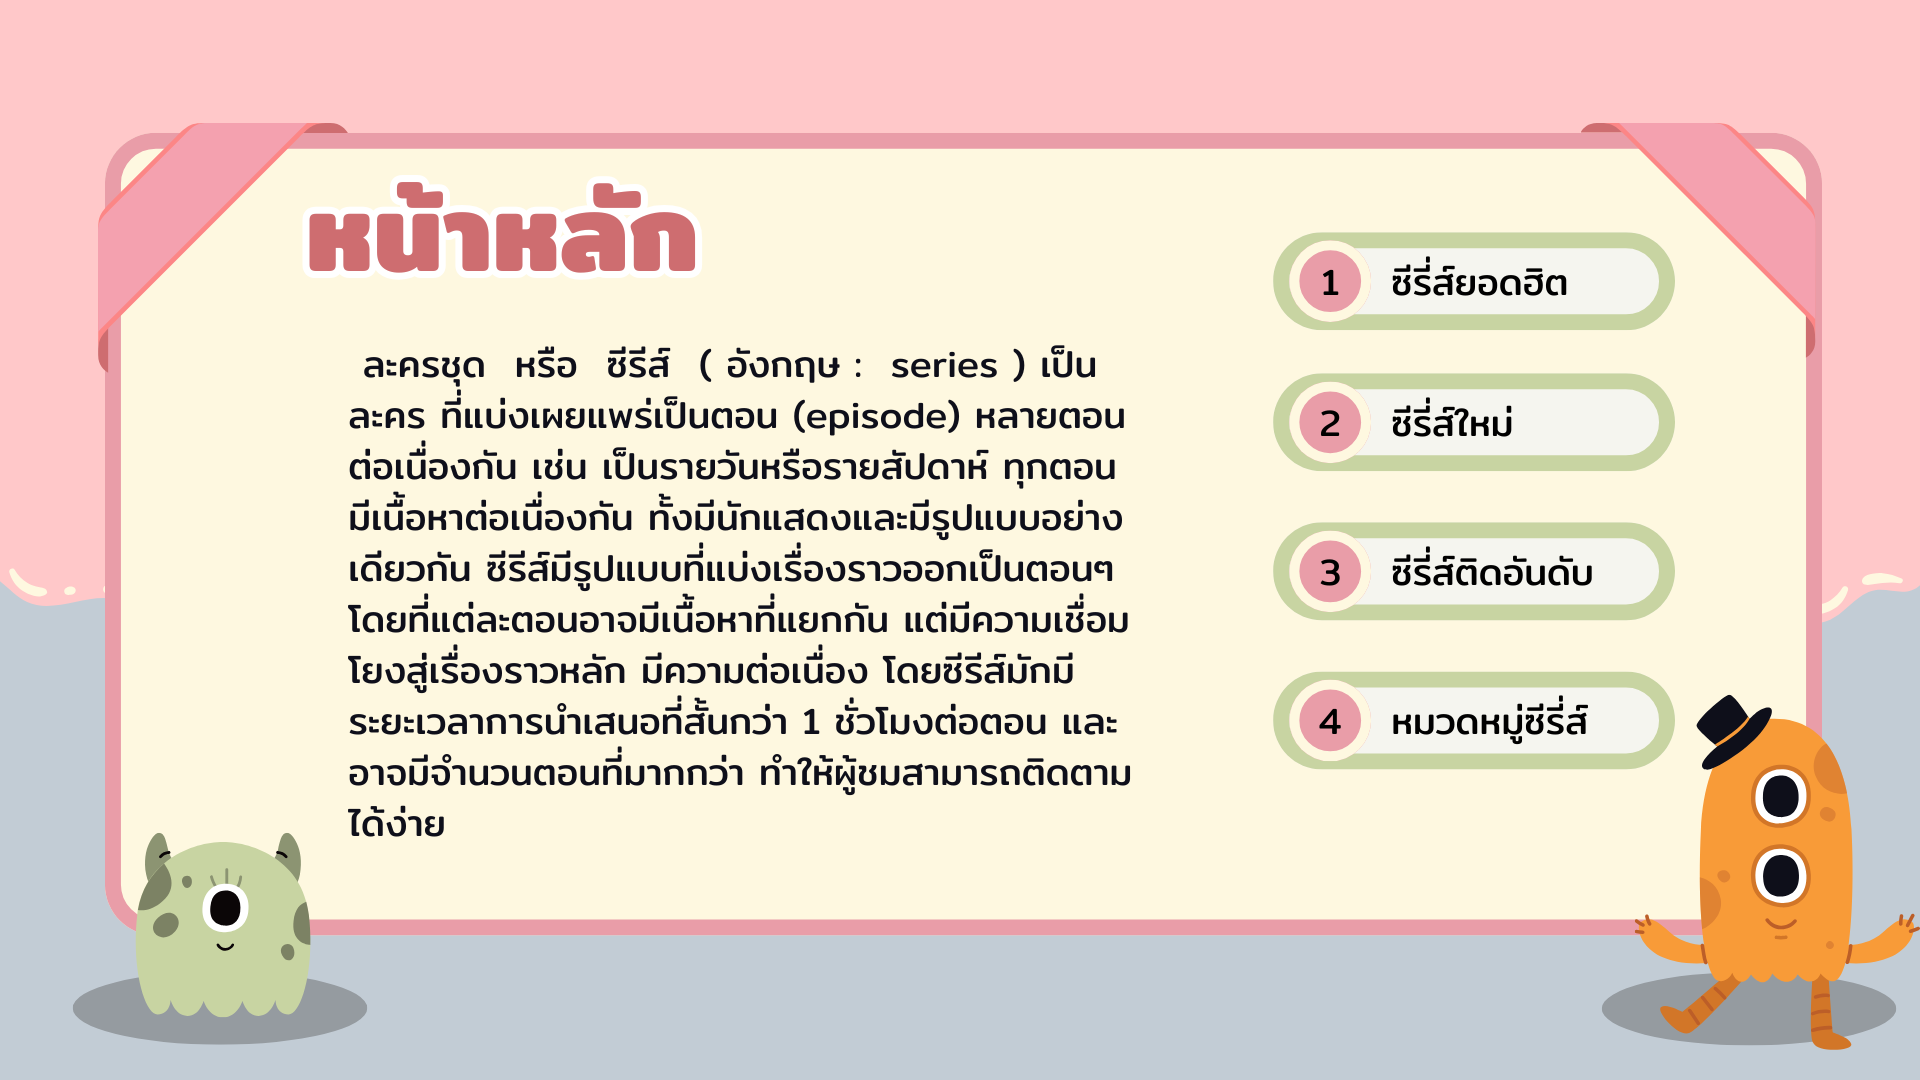 หน้าหลัก
ละครชุด หรือ ซีรีส์ ( อังกฤษ : series ) เป็น
ละคร ที่แบ่งเผยแพร่เป็นตอน (episode) หลายตอน
ต่อเนื่องกัน เช่น เป็นรายวันหรือรายสัปดาห์ ทุกตอน
มีเนื้อหาต่อเนื่องกัน ทั้งมีนักแสดงและมีรูปแบบอย่าง
เดียวกัน ซีรีส์มีรูปแบบที่แบ่งเรื่องราวออกเป็นตอนๆ
โดยที่แต่ละตอนอาจมีเนื้อหาที่แยกกัน แต่มีความเชื่อม
โยงสู่เรื่องราวหลัก มีความต่อเนื่อง โดยซีรีส์มักมี
ระยะเวลาการนำเสนอที่สั้นกว่า 1 ชั่วโมงต่อตอน และ
อาจมีจำนวนตอนที่มากกว่า ทำให้ผู้ชมสามารถติดตาม
ได้ง่าย
1 ซีรี่ส์ยอดฮิต
2 ซีรี่ส์ใหม่
3 ซีรี่ส์ติดอันดับ
4 หมวดหมู่ซีรี่ส์